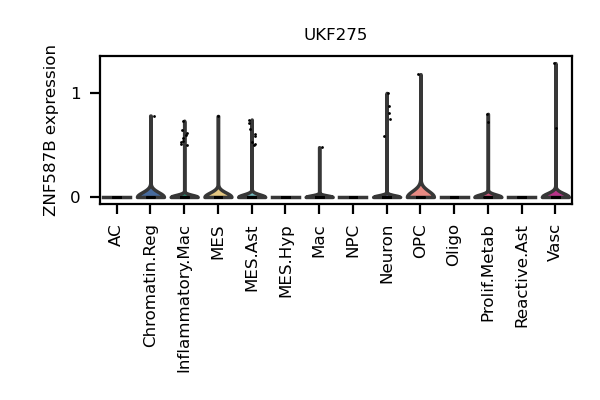 UKF275
ZNF587B expression
1
0
AC
Chromatin.Reg
Inflammatory.Mac
MES
MES.Ast
MES.Hyp
Mac
NPC
Neuron
OPC
Oligo
Prolif.Metab
Reactive.Ast
Vasc